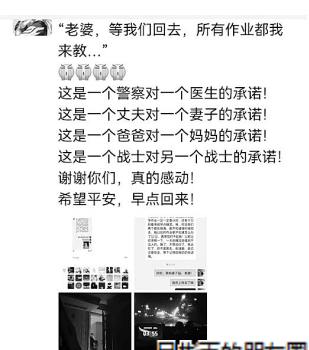 “老婆，等我们回去，所有作业都我
来教...”
这是一个警察对一个医生的承诺!
这是一个丈夫对一个妻子的承诺!
这是一个爸爸对一个妈妈的承诺!
这是一个战士对另一个战士的承诺!
谢谢你们，真的感动!
希望平安，早点回来!
03:55